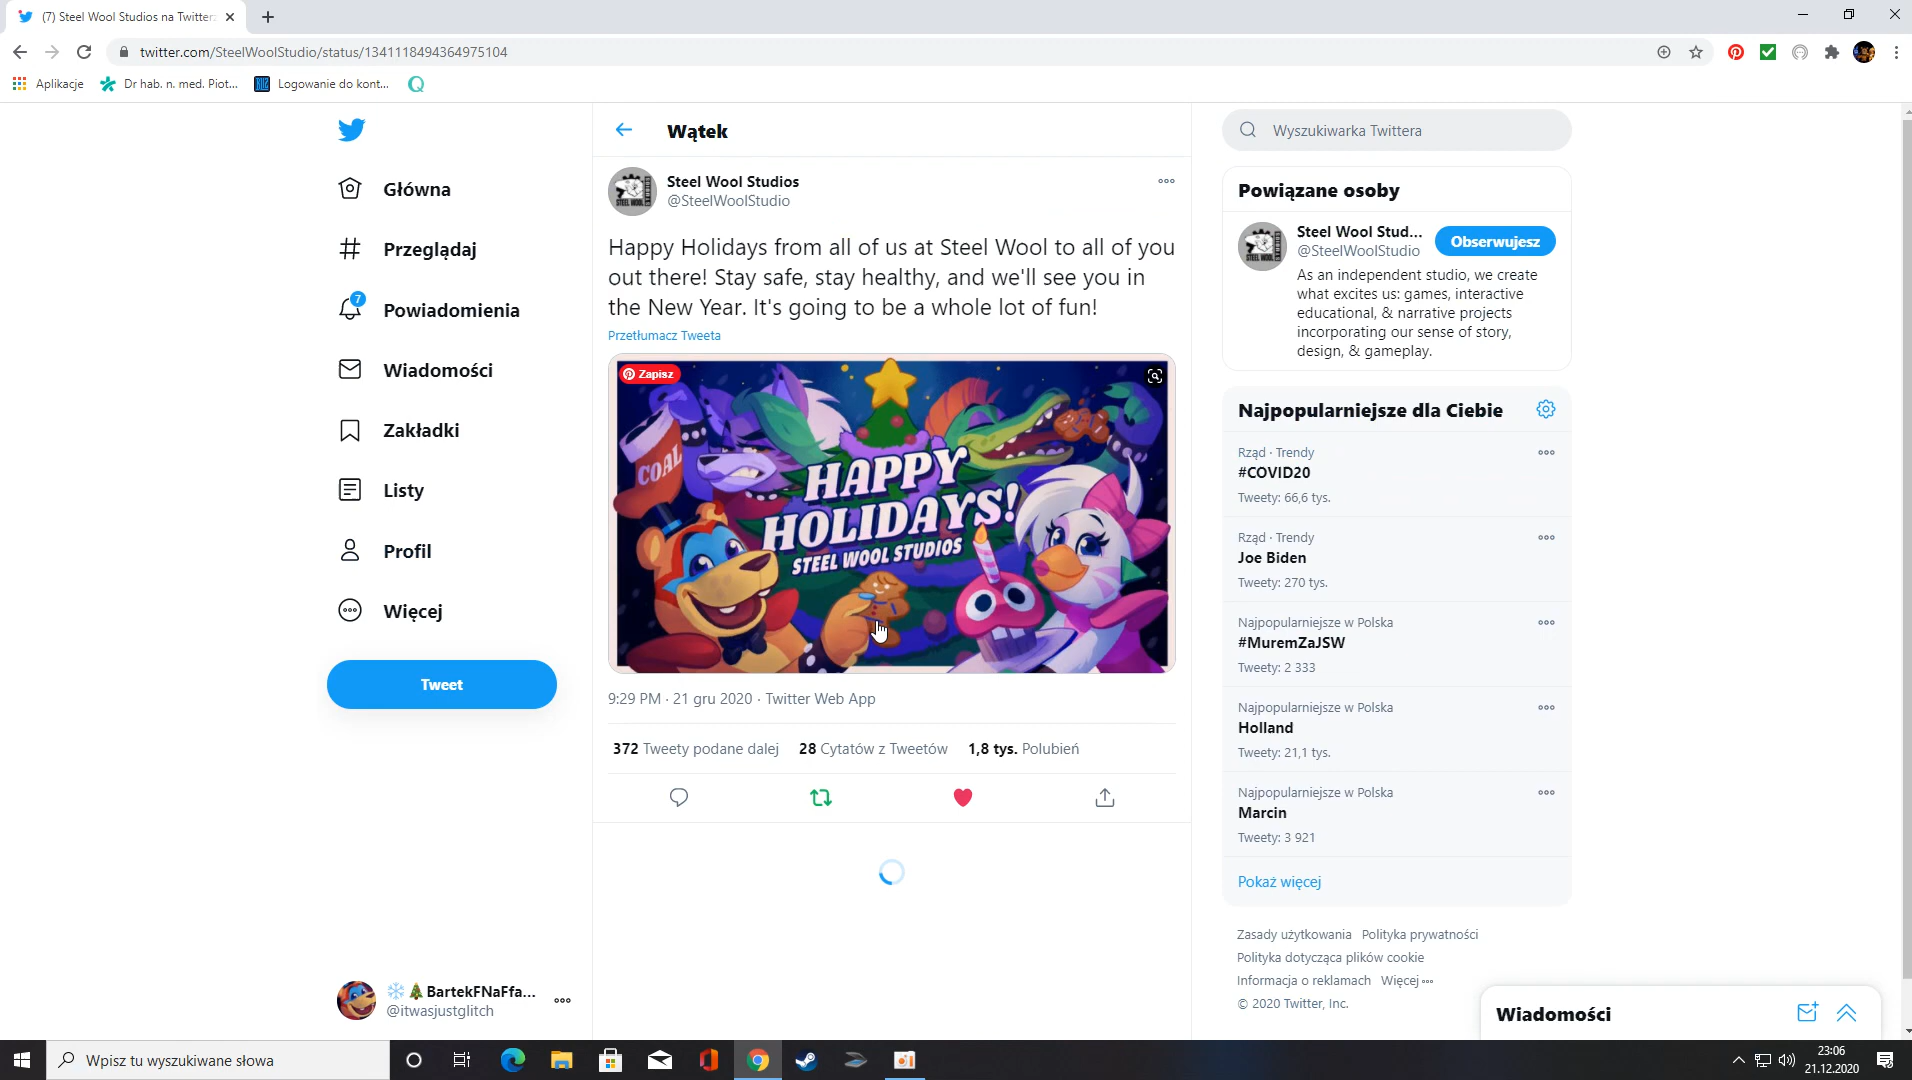 (7) Steel Wool Studios na Twitterz
twitter.com/SteelWoolStudio/status/1341118494364975104
Aplikacje
Dr hab. n. med. Piot...
Logowanie do kont...
Wątek
Wyszukiwarka Twittera
Główna
Przeglądaj
7
Powiadomienia
Wiadomości
Zakładki
Listy
Profil
Więcej
Tweet
❄️🎄BartekFNaFfa...
@itwasjustglitch
Steel Wool Studios
@SteelWoolStudio
Happy Holidays from all of us at Steel Wool to all of you
out there! Stay safe, stay healthy, and we'll see you in
the New Year. It's going to be a whole lot of fun!
Przetłumacz Tweeta
Zapisz
COAL
HAPPY
HOLIDAYS!
STEEL WOOL STUDIOS
9:29 PM · 21 gru 2020 · Twitter Web App
372 Tweety podane dalej 28 Cytatów z Tweetów 1,8 tys. Polubień
Powiązane osoby
Steel Wool Stud...
@SteelWoolStudio
Obserwujesz
As an independent studio, we create
what excites us: games, interactive
educational, & narrative projects
incorporating our sense of story,
design, & gameplay.
Najpopularniejsze dla Ciebie
Rząd · Trendy
#COVID20
Tweety: 66,6 tys.
Rząd · Trendy
Joe Biden
Tweety: 270 tys.
Najpopularniejsze w Polska
#MuremZaJSW
Tweety: 2 333
Najpopularniejsze w Polska
Holland
Tweety: 21,1 tys.
Najpopularniejsze w Polska
Marcin
Tweety: 3 921
Pokaż więcej
Zasady użytkowania Polityka prywatności
Polityka dotycząca plików cookie
Informacja o reklamach Więcej
© 2020 Twitter, Inc.
Wiadomości
Wpisz tu wyszukiwane słowa
23:06
21.12.2020